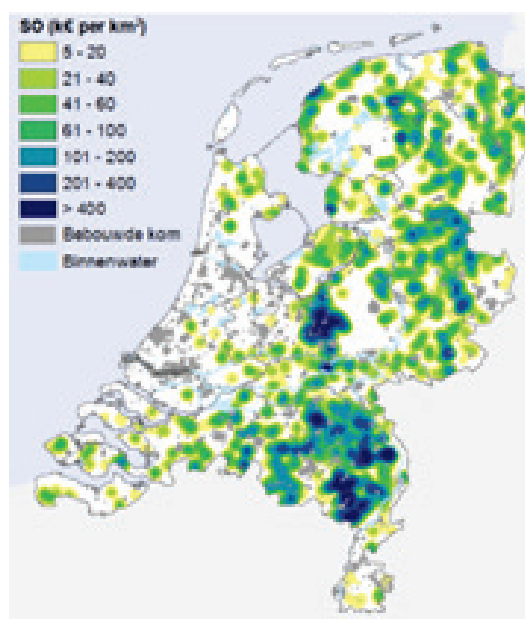 SO (k€ per km²)
5 - 20
21 - 40
41 - 60
61 - 100
101 - 200
201 - 400
> 400
Bebouwde kom
Binnenwater